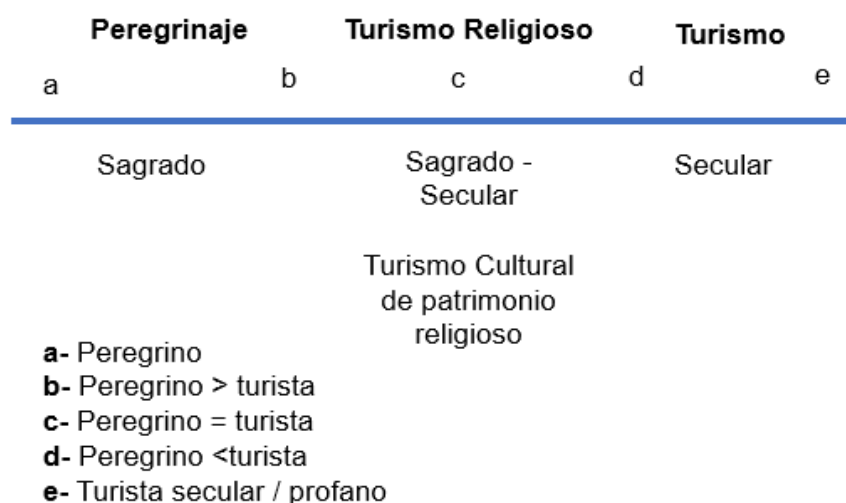 Peregrinaje Turismo Religioso Turismo
a b c d e
Sagrado Sagrado - Secular
Secular
Turismo Cultural
de patrimonio
religioso
a- Peregrino
b- Peregrino > turista
c- Peregrino = turista
d- Peregrino <turista
e- Turista secular / profano